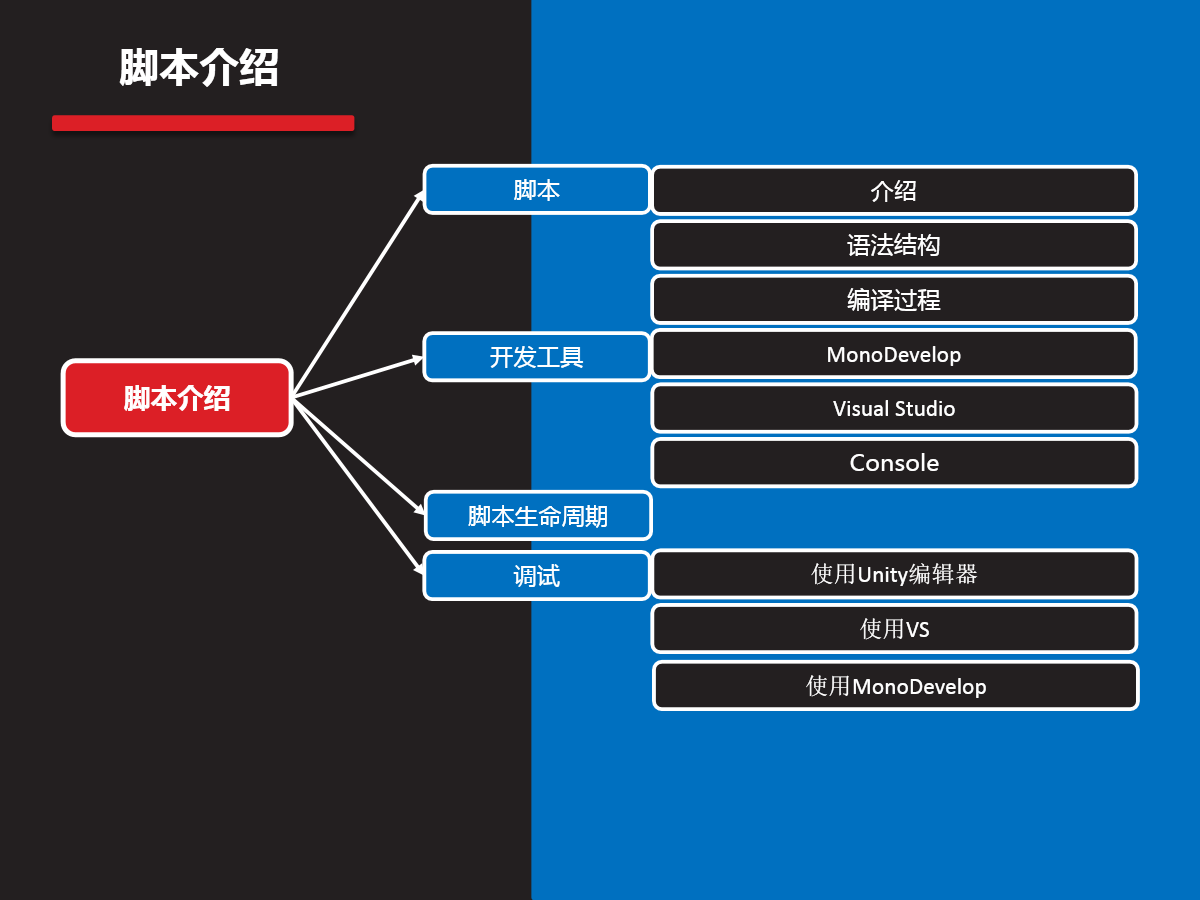 脚本介绍
脚本介绍
脚本
介绍
语法结构
编译过程
开发工具
MonoDevelop
Visual Studio
Console
脚本生命周期
调试
使用Unity编辑器
使用VS
使用MonoDevelop